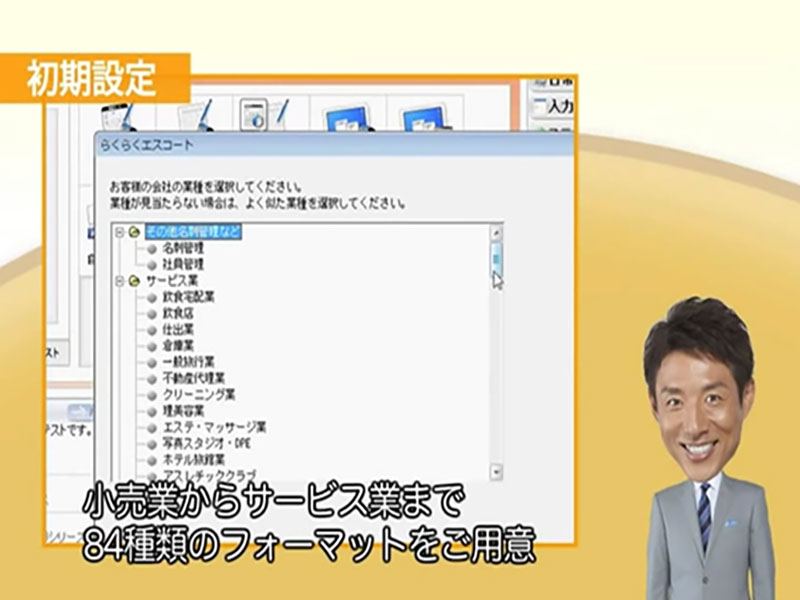 初期設定
入力
らくらくエスコート
お客様の会社の業種を選択してください。
業種が見当たらない場合は、よく似た業種を選択してください。
その他名刺管理など
名刺管理
社員管理
サービス業
飲食宅配業
飲食店
仕出業
倉庫業
一般旅行業
不動産代理業
クリーニング業
理美容業
エステ・マッサージ業
写真スタジオ・DPE
ホテル旅館業
アスレチッククラブ
スト
テストです。
小売業からサービス業まで
84種類のフォーマットをご用意